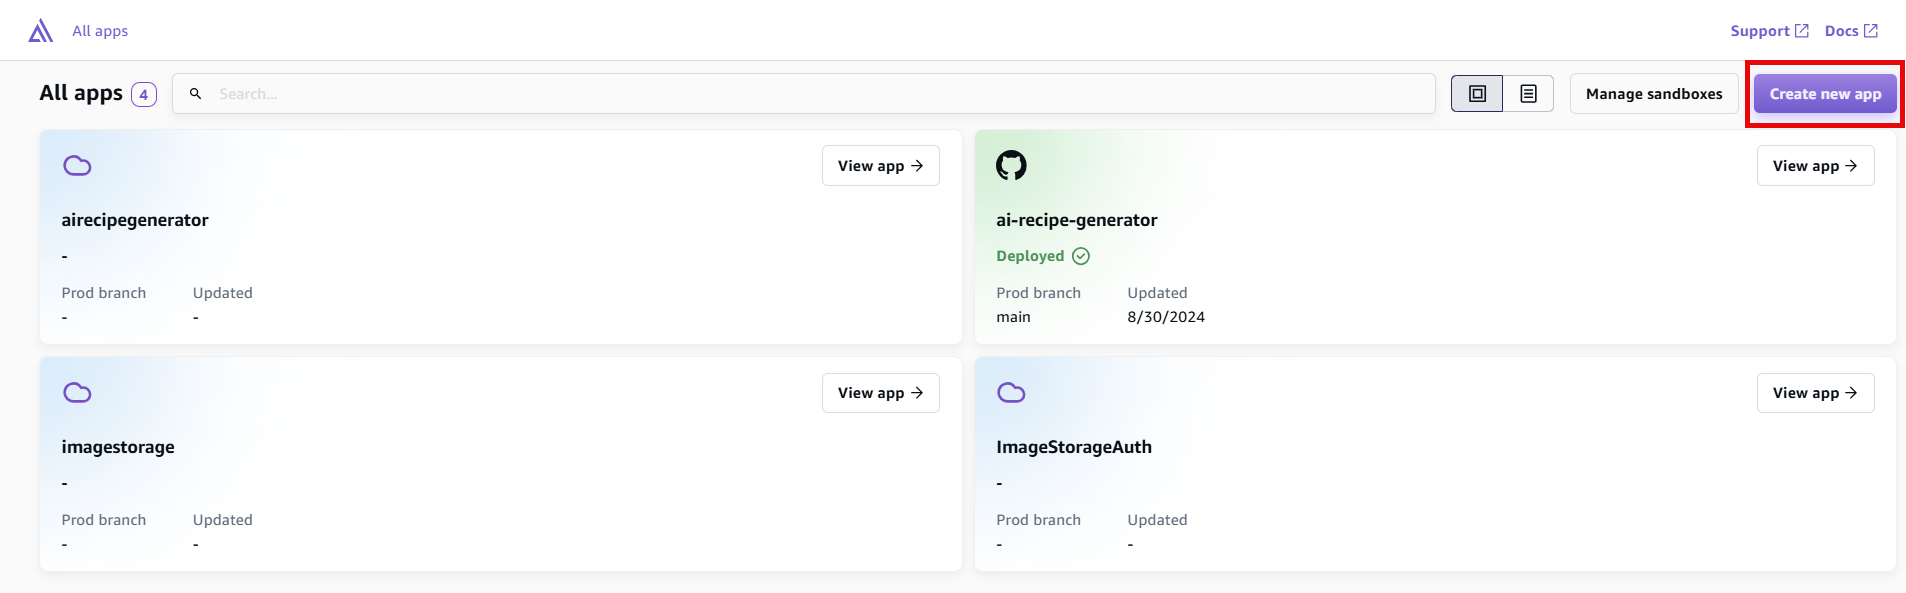 All apps
Support Docs
All apps 4 Search... Manage sandboxes Create new app
View app →
airecipegenerator
-
Prod branch Updated
- -
View app →
ai-recipe-generator
Deployed
Prod branch Updated
main 8/30/2024
View app →
imagestorage
-
Prod branch Updated
- -
View app →
ImageStorageAuth
-
Prod branch Updated
- -